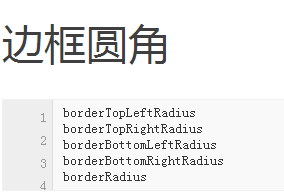 边框圆角
1 borderTopLeftRadius
2 borderTopRightRadius
3 borderBottomLeftRadius
4 borderBottomRightRadius
borderRadius